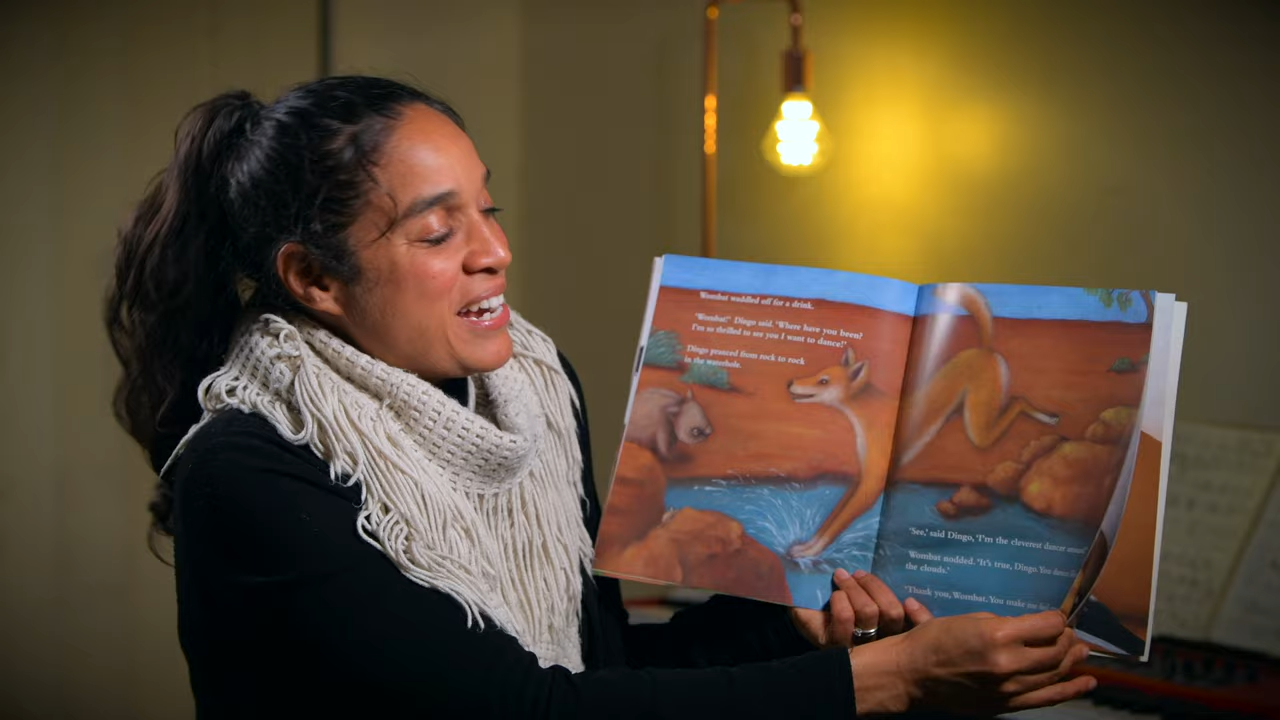 Wombat waddled off for a drink.
'Wombat!' Dingo said, 'Where have you been?
I'm so thrilled to see you I want to dance!'
Dingo pranced from rock to rock
in the waterhole.
'See,' said Dingo, 'I'm the cleverest dancer
Wombat nodded. 'It's true, Dingo. You dance
the clouds.'
'Thank you, Wombat. You make me feel